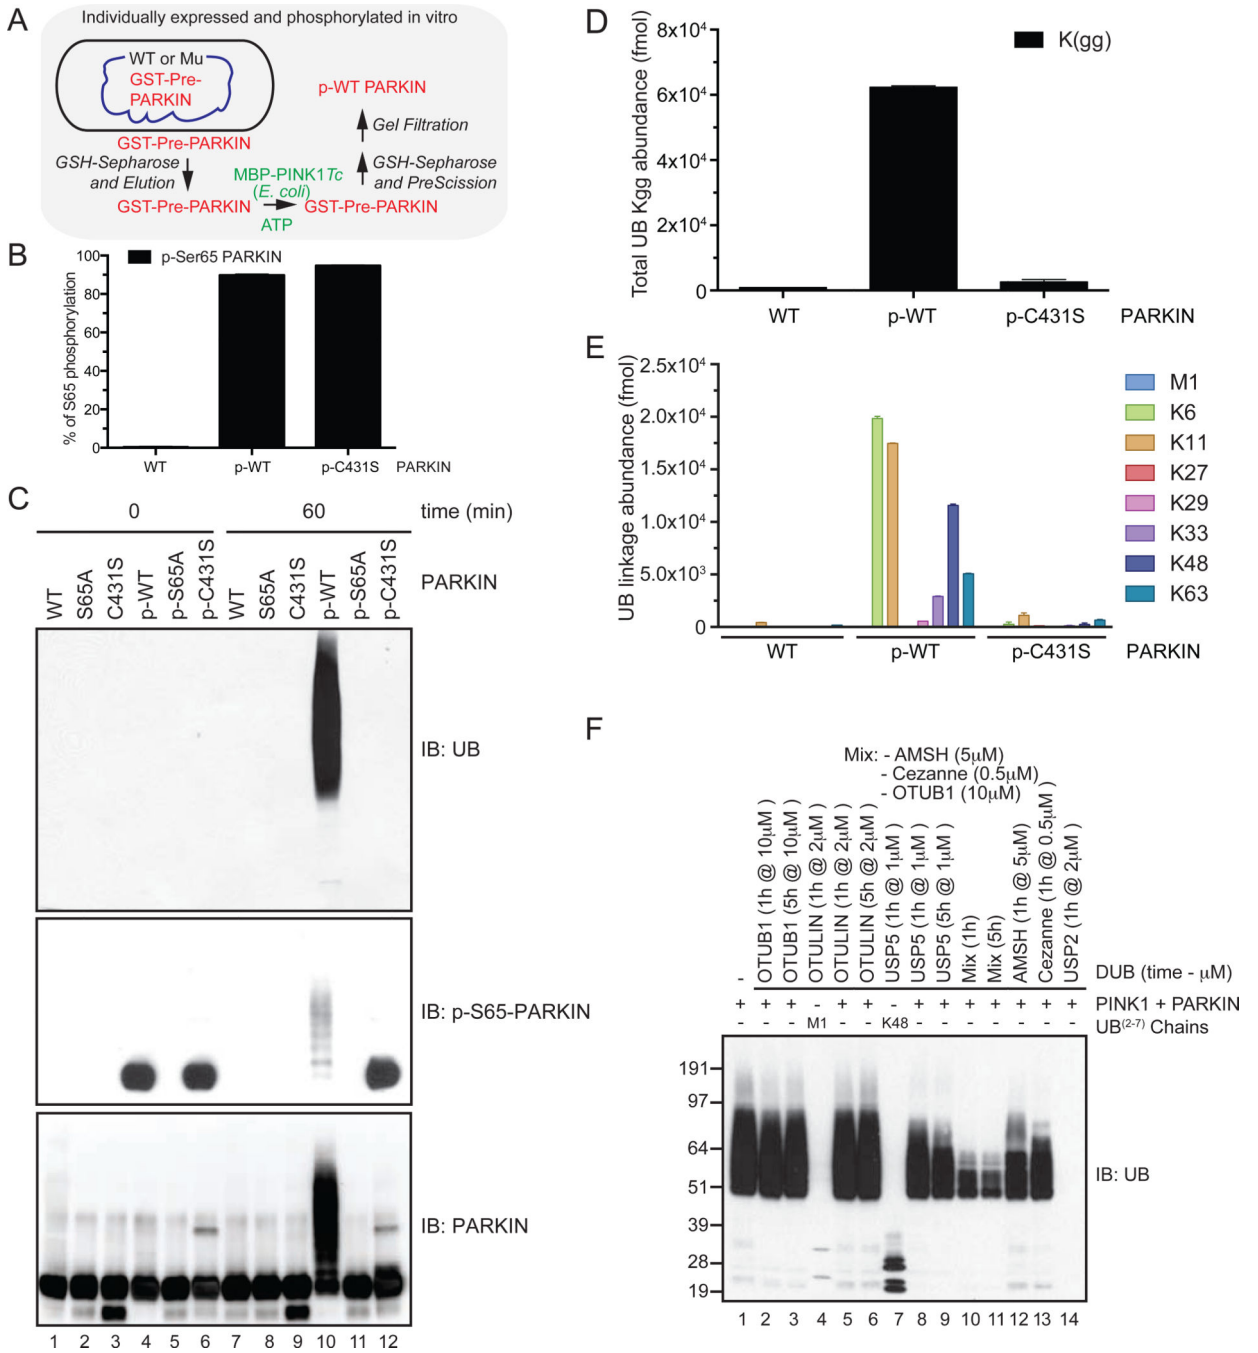 A
Individually expressed and phosphorylated in vitro
WT or Mu
GST-Pre-
PARKIN
GST-Pre-PARKIN
GSH-Sepharose
and Elution
GST-Pre-PARKIN
MBP-PINK1Tc
(E. coli)
ATP
GST-Pre-PARKIN
GSH-Sepharose
and PreScission
Gel Filtration
p-WT PARKIN
B
p-Ser65 PARKIN
% of S65 phosphorylation
100
80
60
40
20
0
WT p-WT p-C431S PARKIN
C
0 60 time (min)
WT S65A C431S p-WT p-S65A p-C431S WT S65A C431S p-WT p-S65A p-C431S PARKIN
IB: UB
IB: p-S65-PARKIN
IB: PARKIN
1 2 3 4 5 6 7 8 9 10 11 12
D
K(gg)
Total UB Kgg abundance (fmol)
8x10⁴
6x10⁴
4x10⁴
2x10⁴
0
WT p-WT p-C431S PARKIN
E
UB linkage abundance (fmol)
2.5x10⁴
2.0x10⁴
1.5x10⁴
1.0x10⁴
5.0x10³
0
WT p-WT p-C431S PARKIN
M1
K6
K11
K27
K29
K33
K48
K63
F
Mix: - AMSH (5μM)
- Cezanne (0.5μM)
- OTUB1 (10μM)
- OTUB1 (1h @ 10μM ) OTUB1 (5h @ 10μM ) OTULIN (1h @ 2μM ) OTULIN (1h @ 2μM ) OTULIN (5h @ 2μM ) USP5 (1h @ 1μM ) USP5 (1h @ 1μM ) USP5 (5h @ 1μM ) Mix (1h) Mix (5h) AMSH (1h @ 5μM ) Cezanne (1h @ 0.5μM ) USP2 (1h @ 2μM ) DUB (time - μM)
+ + + - + + - + + + + + + + PINK1 + PARKIN
- - - M1 - - K48 - - - - - - - UB⁽²⁻⁷⁾ Chains
191
97
64
51
39
28
19
IB: UB
1 2 3 4 5 6 7 8 9 10 11 12 13 14